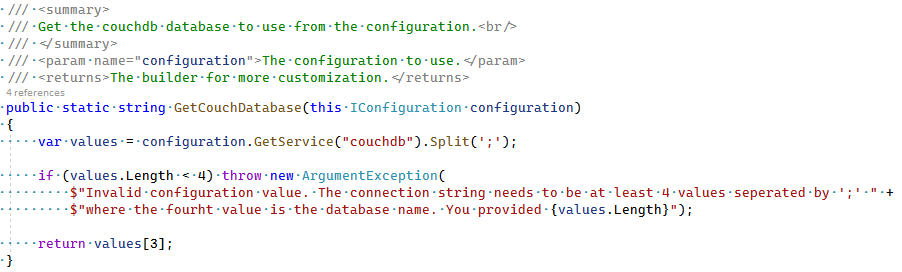 /// <summary>
/// Get the couchdb database to use from the configuration.<br/>
/// </summary>
/// <param name="configuration">The configuration to use.</param>
/// <returns>The builder for more customization.</returns>
4 references
public static string GetCouchDatabase(this IConfiguration configuration)
{
var values = configuration.GetService("couchdb").Split(';');
if (values.Length < 4) throw new ArgumentException(
$"Invalid configuration value. The connection string needs to be at least 4 values seperated by ';' " +
$"where the fourht value is the database name. You provided {values.Length}");
return values[3];
}